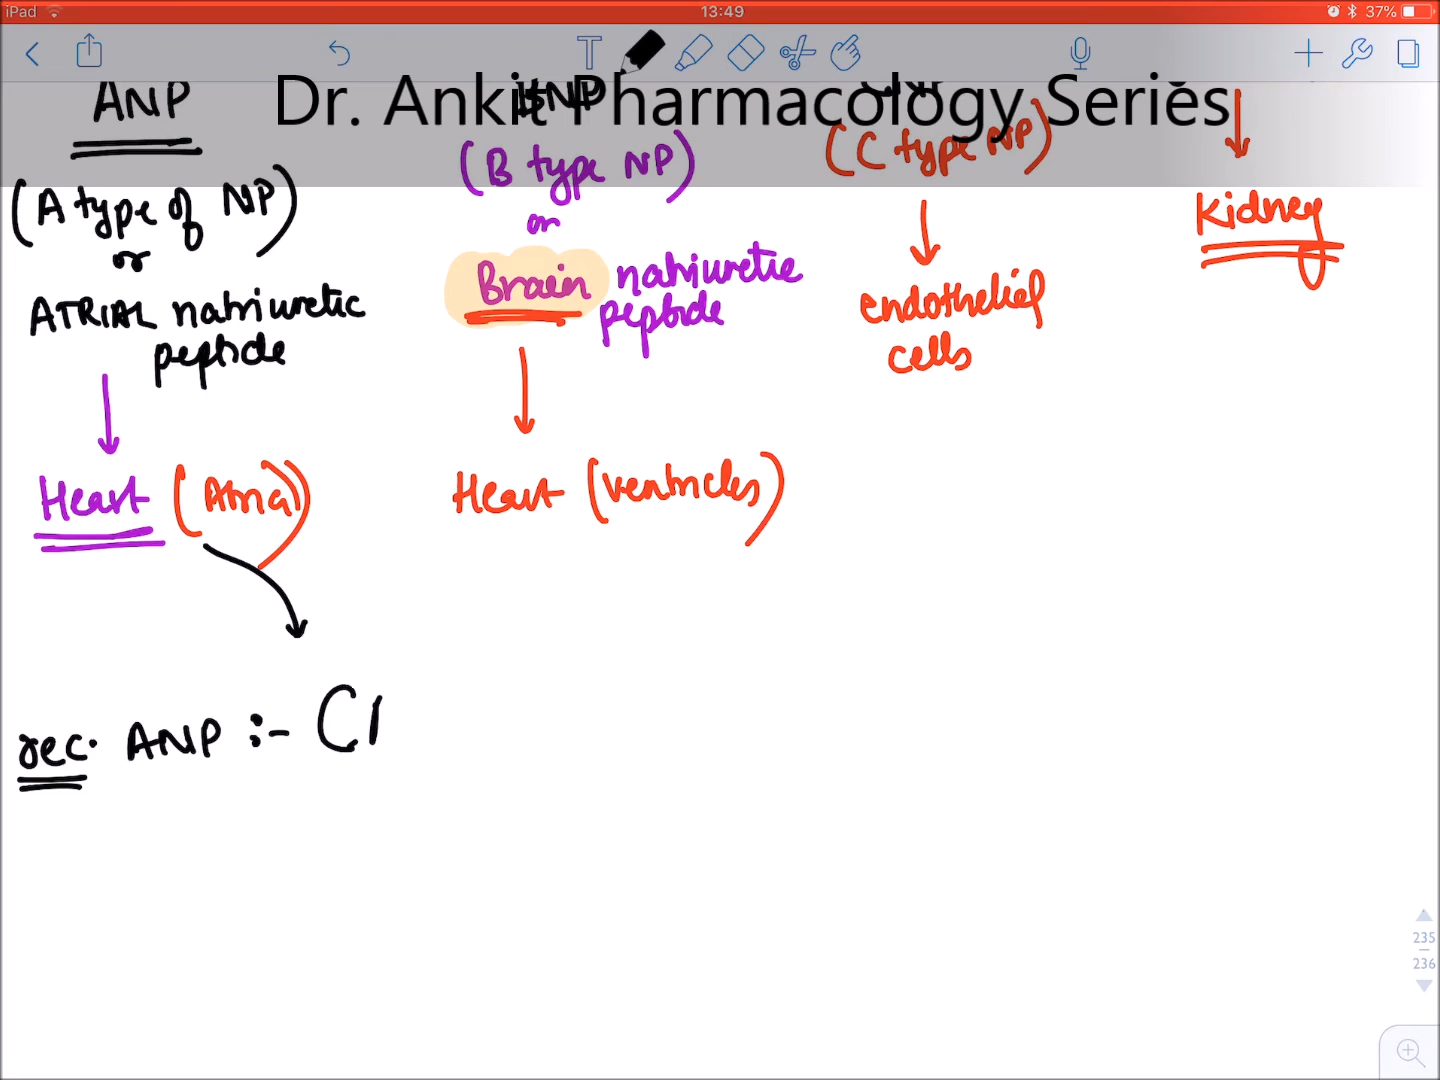 iPad 13:49 37%
Dr. Ankit Pharmacology Series
ANP
(A type of NP)
or
ATRIAL natriuretic
peptide
Heart (Atria)
BNP
(B type NP)
or
Brain natriuretic
peptide
Heart (ventricles)
(C type NP)
endothelial
cells
Kidney
rec. ANP :- C
235
236